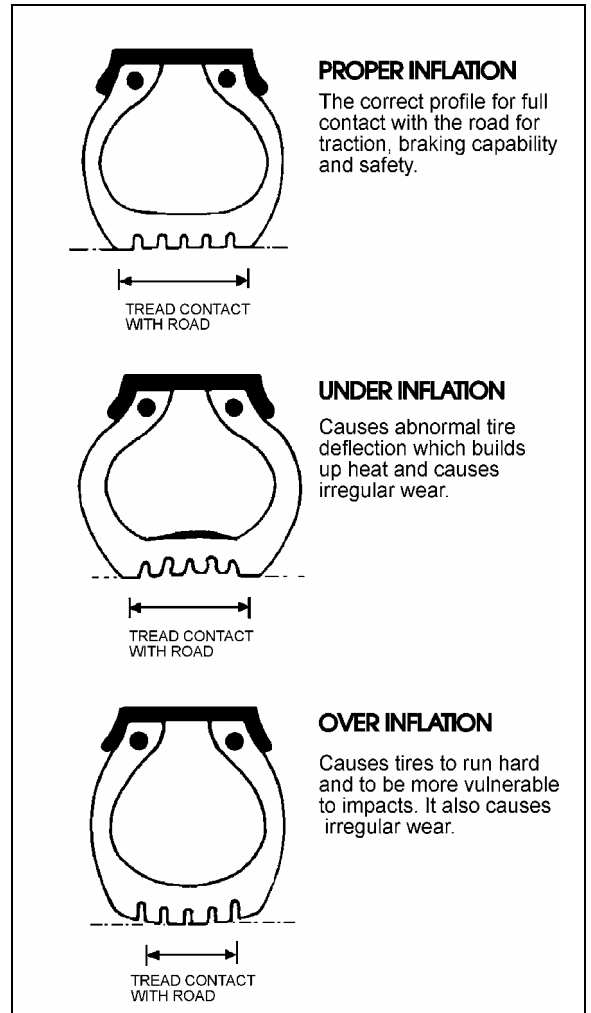 PROPER INFLATION
The correct profile for full
contact with the road for
traction, braking capability
and safety.
TREAD CONTACT
WITH ROAD
UNDER INFLATION
Causes abnormal tire
deflection which builds
up heat and causes
irregular wear.
TREAD CONTACT
WITH ROAD
OVER INFLATION
Causes tires to run hard
and to be more vulnerable
to impacts. It also causes
irregular wear.
TREAD CONTACT
WITH ROAD